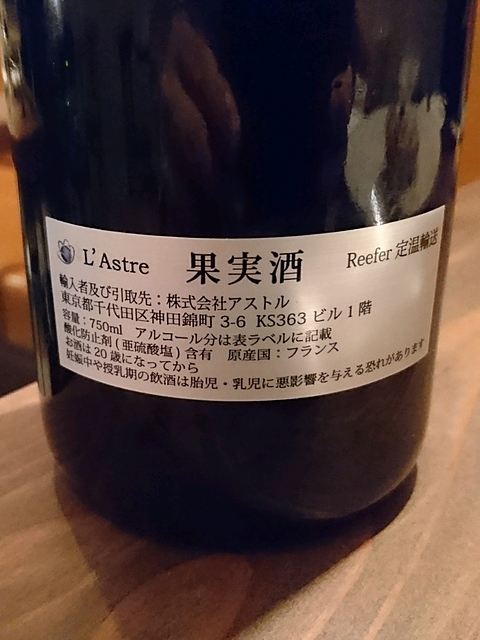 L'Astre 果実酒 Reefer 定温輸送
輸入者及び引取先：株式会社アストル
東京都千代田区神田錦町 3-6 KS363 ビル 1 階
容量：750ml アルコール分は表ラベルに記載
酸化防止剤 (亜硫酸塩) 含有 原産国：フランス
お酒は 20 歳になってから
妊娠中や授乳期の飲酒は胎児・乳児に悪影響を与える恐れがあります